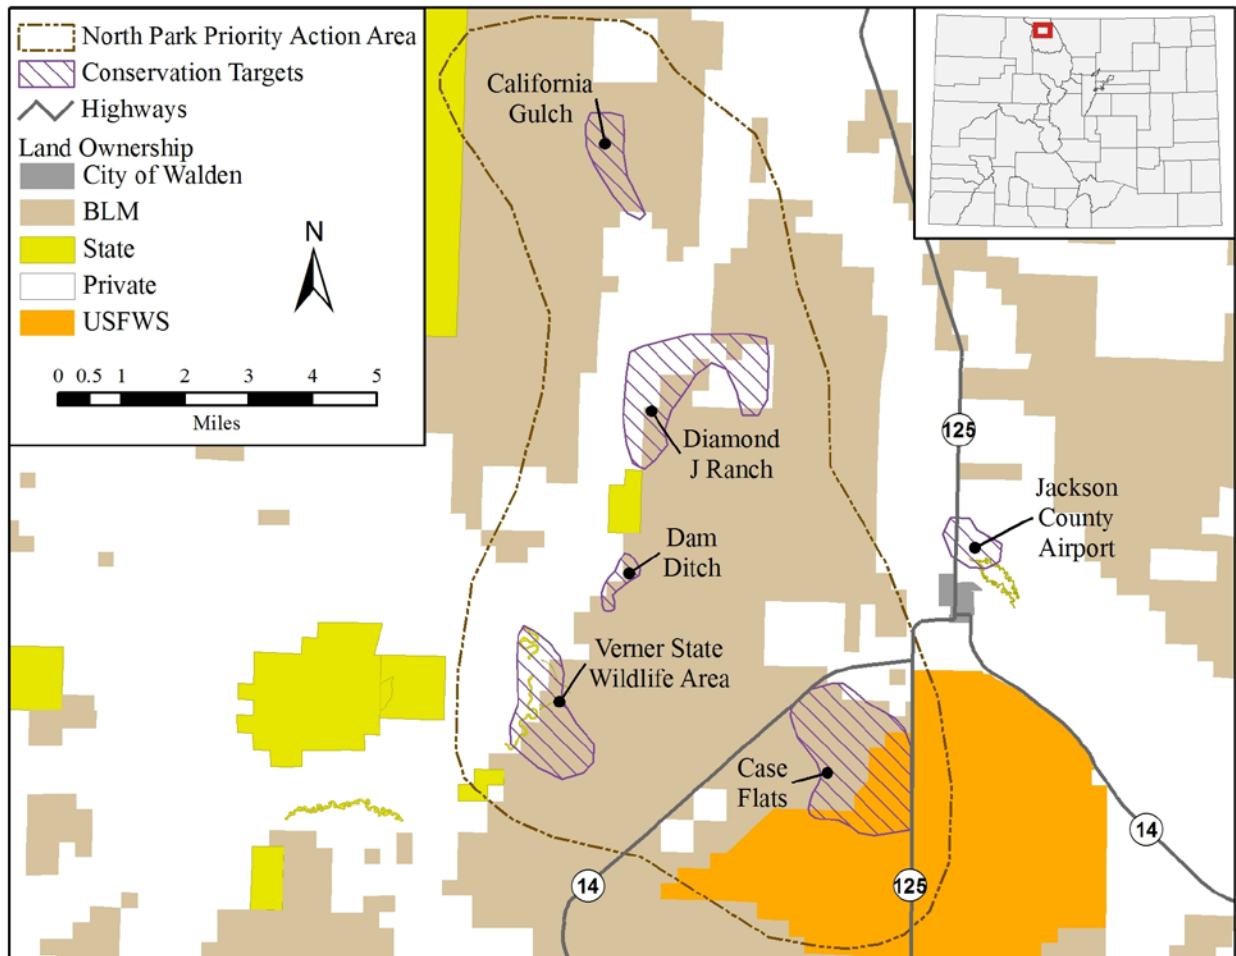 North Park Priority Action Area
Conservation Targets
Highways
Land Ownership
City of Walden
BLM
State
Private
USFWS
N
0 0.5 1 2 3 4 5
Miles
California
Gulch
Diamond
J Ranch
125
Jackson
County
Airport
Dam
Ditch
Verner State
Wildlife Area
Case
Flats
14
14
125